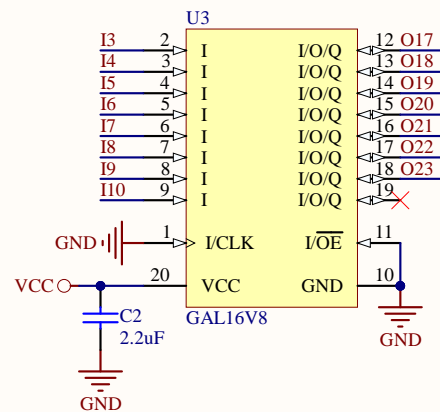 U3
I3 2 I I/O/Q 12 O17
I4 3 I I/O/Q 13 O18
I5 4 I I/O/Q 14 O19
I6 5 I I/O/Q 15 O20
I7 6 I I/O/Q 16 O21
I8 7 I I/O/Q 17 O22
I9 8 I I/O/Q 18 O23
I10 9 I I/O/Q 19
GND 1 I/CLK I/OE 11
VCC 20 VCC GND 10
C2 GAL16V8
2.2uF GND
GND